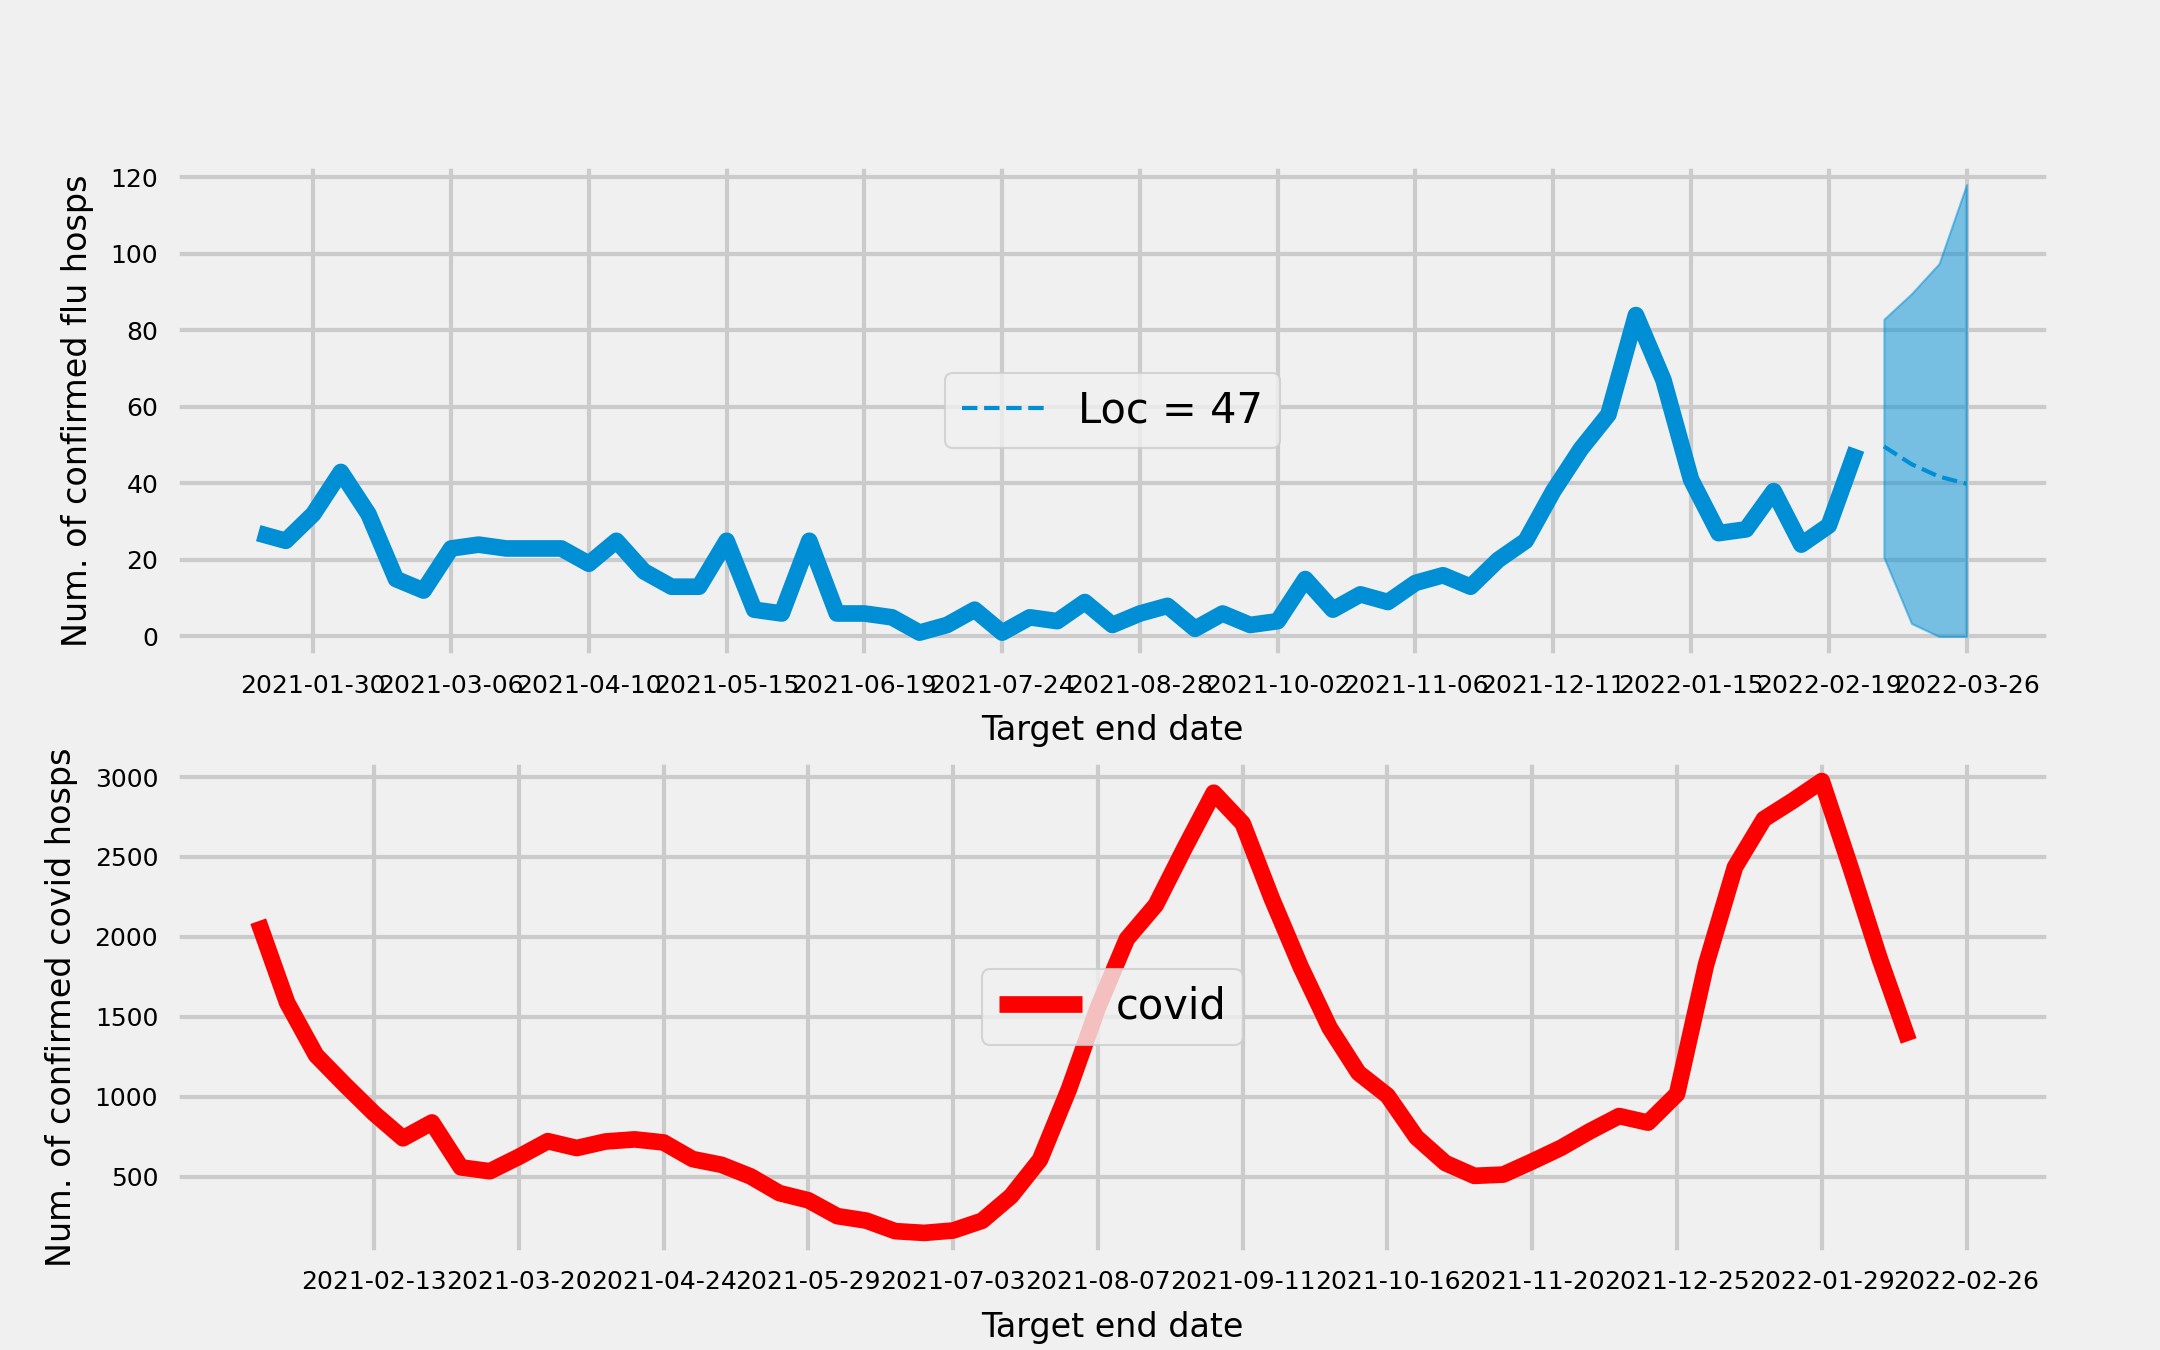 Num. of confirmed flu hosps
120
100
80
60
40
20
0
Loc = 47
2021-01-30 2021-03-06 2021-04-10 2021-05-15 2021-06-19 2021-07-24 2021-08-28 2021-10-02 2021-11-06 2021-12-11 2022-01-15 2022-02-19 2022-03-26
Target end date
Num. of confirmed covid hosps
3000
2500
2000
1500
1000
500
covid
2021-02-13 2021-03-20 2021-04-24 2021-05-29 2021-07-03 2021-08-07 2021-09-11 2021-10-16 2021-11-20 2021-12-25 2022-01-29 2022-02-26
Target end date